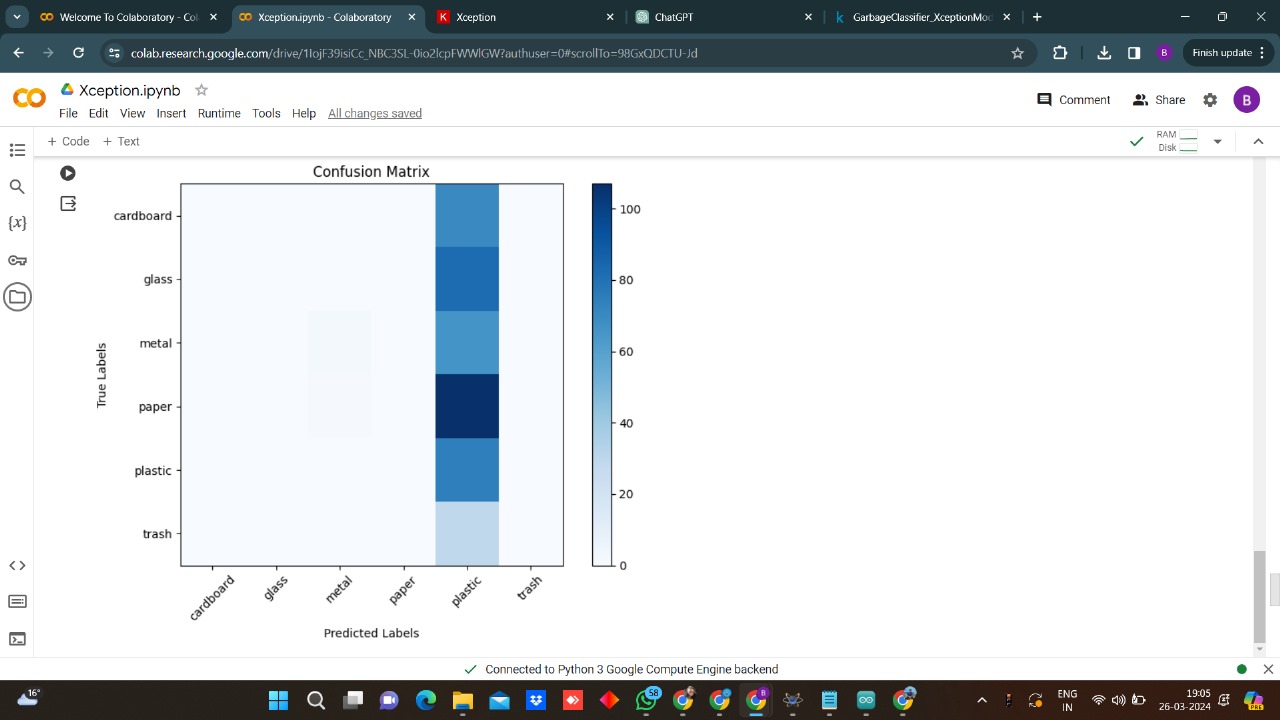 Welcome To Colaboratory - Col
Xception.ipynb - Colaboratory
Xception
ChatGPT
GarbageClassifier_XceptionMod
colab.research.google.com/drive/1IojF39isiCc_NBC3SL-0io2lcpFWWlGW?authuser=0#scrollTo=98GxQDCTU-Jd
B
Finish update
Xception.ipynb
Comment
Share
B
File Edit View Insert Runtime Tools Help All changes saved
+ Code + Text
RAM
Disk
{x}
Confusion Matrix
cardboard
glass
metal
paper
plastic
trash
True Labels
100
80
60
40
20
0
cardboard glass metal paper plastic trash
Predicted Labels
Connected to Python 3 Google Compute Engine backend
16°
58
B
ENG
IN
19:05
26-03-2024
PRE